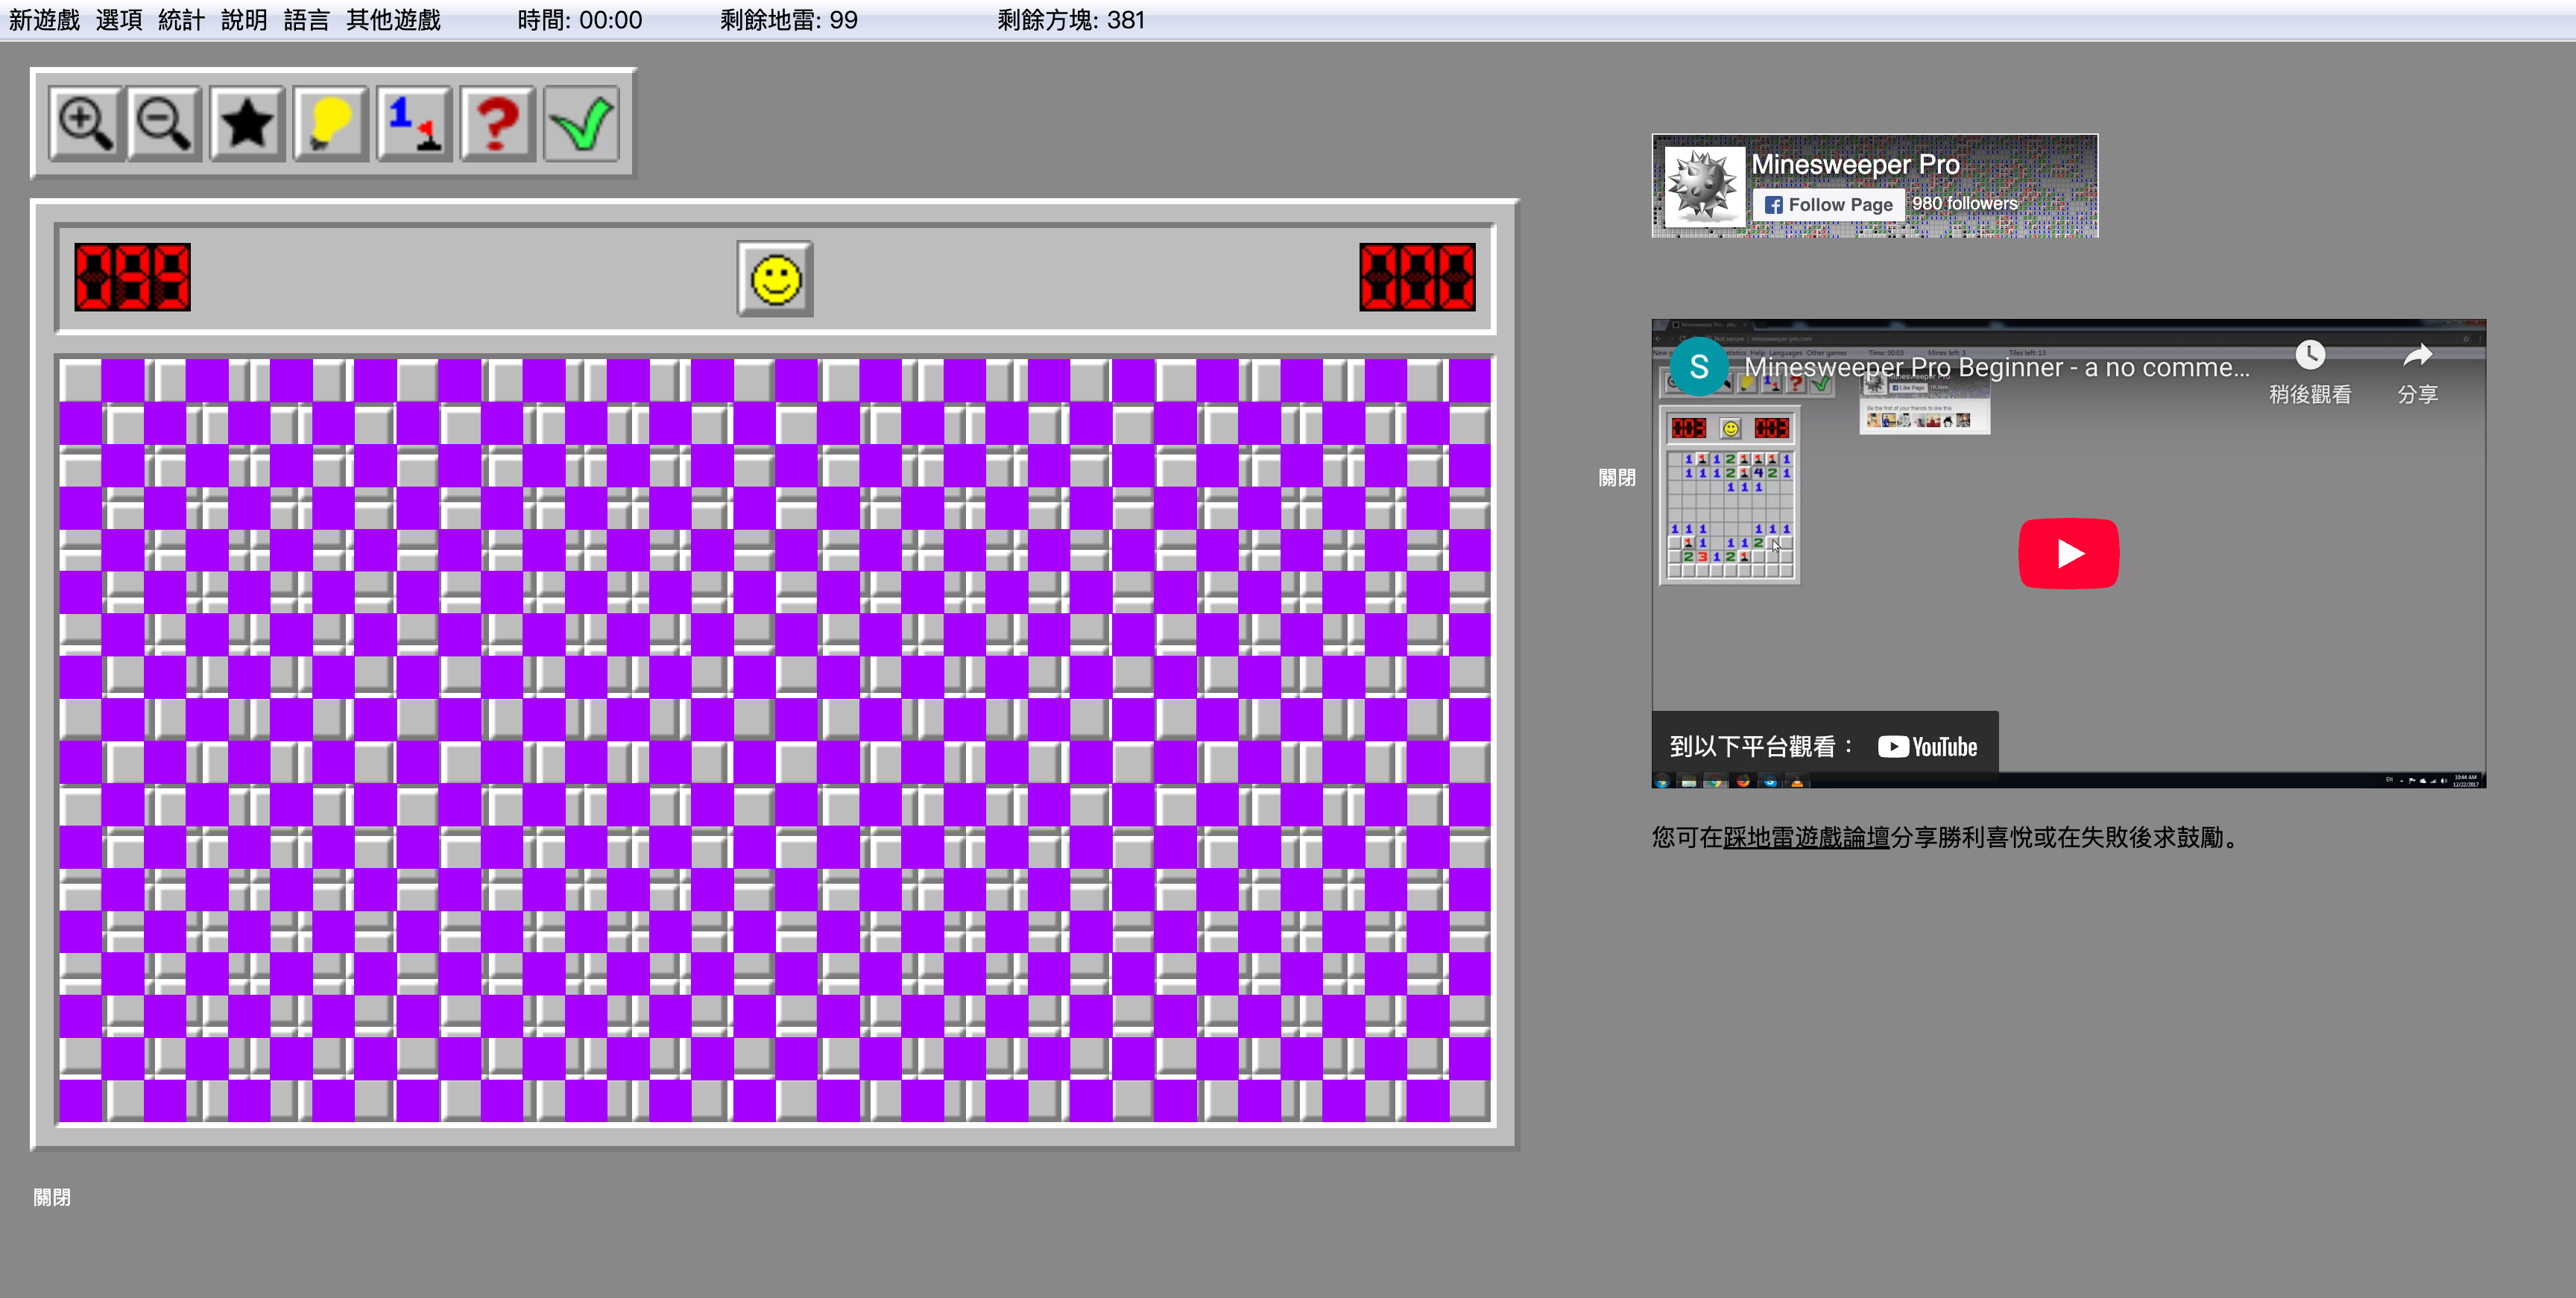 新遊戲 選項 統計 說明 語言 其他遊戲 時間: 00:00 剩餘地雷: 99 剩餘方塊: 381
1
?
Minesweeper Pro
Follow Page 980 followers
099
000
S Minesweeper Pro Beginner - a no comme...
稍後觀看 分享
關閉
到以下平台觀看： YouTube
您可在踩地雷遊戲論壇分享勝利喜悅或在失敗後求鼓勵。
關閉